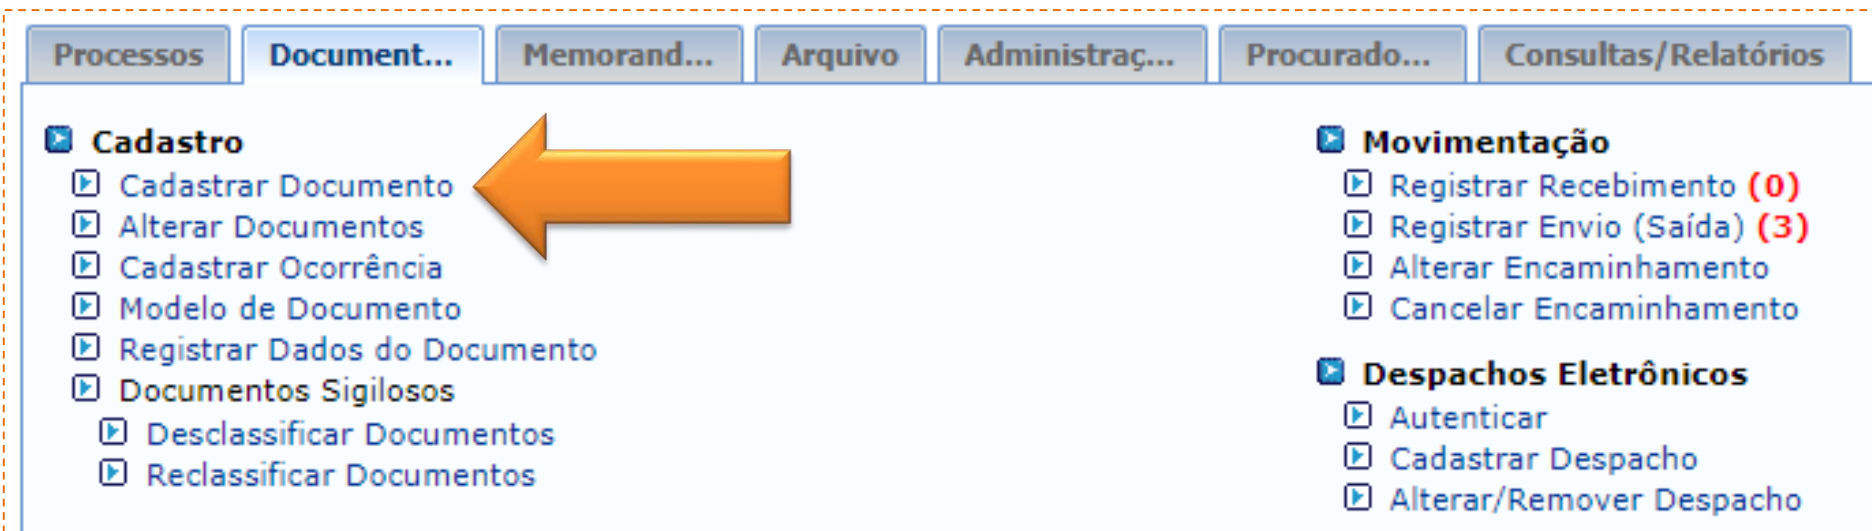 Processos Document... Memorand... Arquivo Administraç... Procurado... Consultas/Relatórios
Cadastro
Cadastrar Documento
Alterar Documentos
Cadastrar Ocorrência
Modelo de Documento
Registrar Dados do Documento
Documentos Sigilosos
Desclassificar Documentos
Reclassificar Documentos
Movimentação
Registrar Recebimento (0)
Registrar Envio (Saída) (3)
Alterar Encaminhamento
Cancelar Encaminhamento
Despachos Eletrônicos
Autenticar
Cadastrar Despacho
Alterar/Remover Despacho